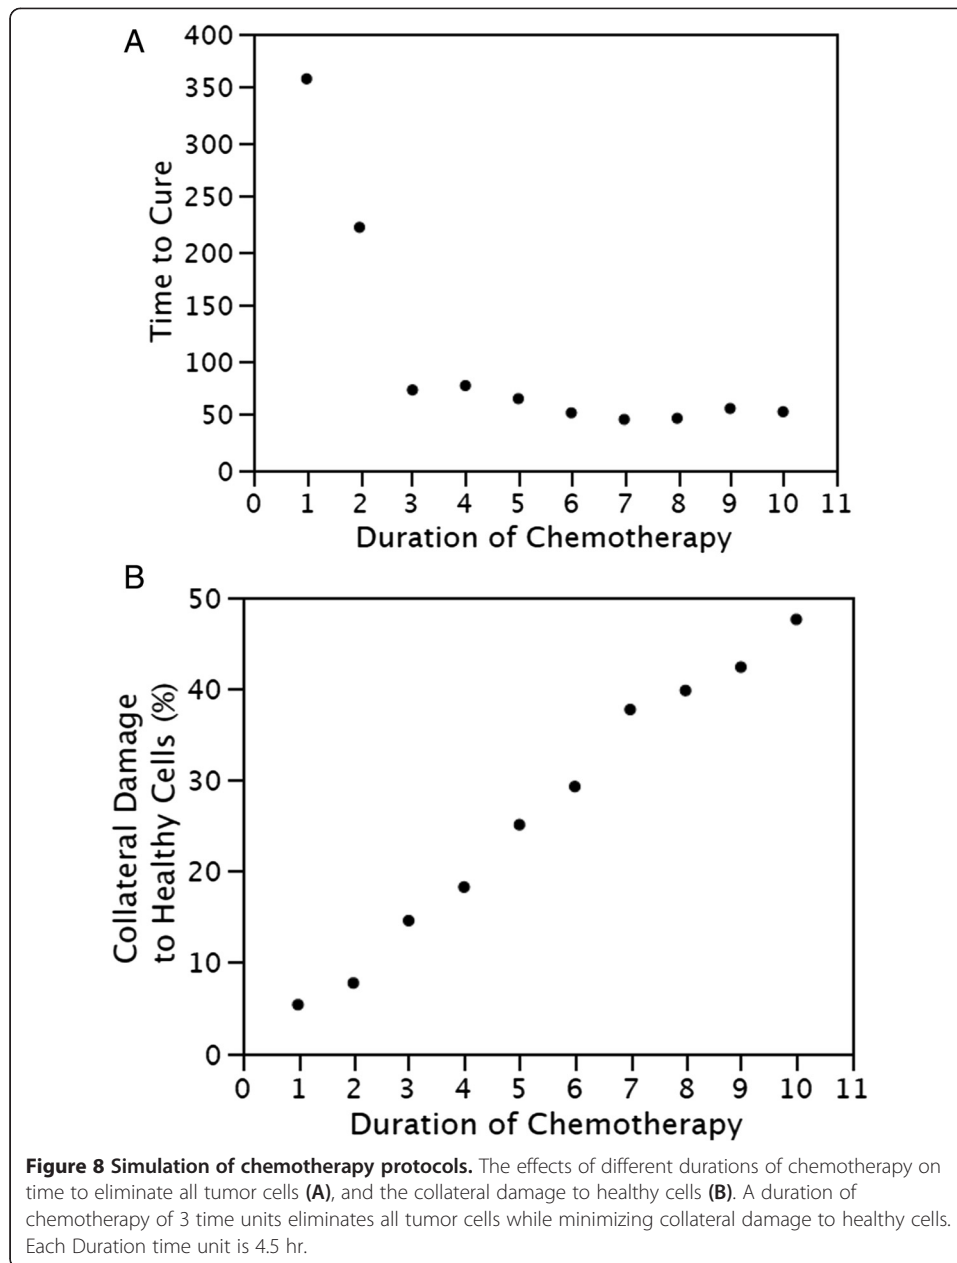 A
400
350
300
250
200
150
100
50
0
Time to Cure
0 1 2 3 4 5 6 7 8 9 10 11
Duration of Chemotherapy
B
50
40
30
20
10
0
Collateral Damage
to Healthy Cells (%)
0 1 2 3 4 5 6 7 8 9 10 11
Duration of Chemotherapy
Figure 8 Simulation of chemotherapy protocols. The effects of different durations of chemotherapy on
time to eliminate all tumor cells (A), and the collateral damage to healthy cells (B). A duration of
chemotherapy of 3 time units eliminates all tumor cells while minimizing collateral damage to healthy cells.
Each Duration time unit is 4.5 hr.